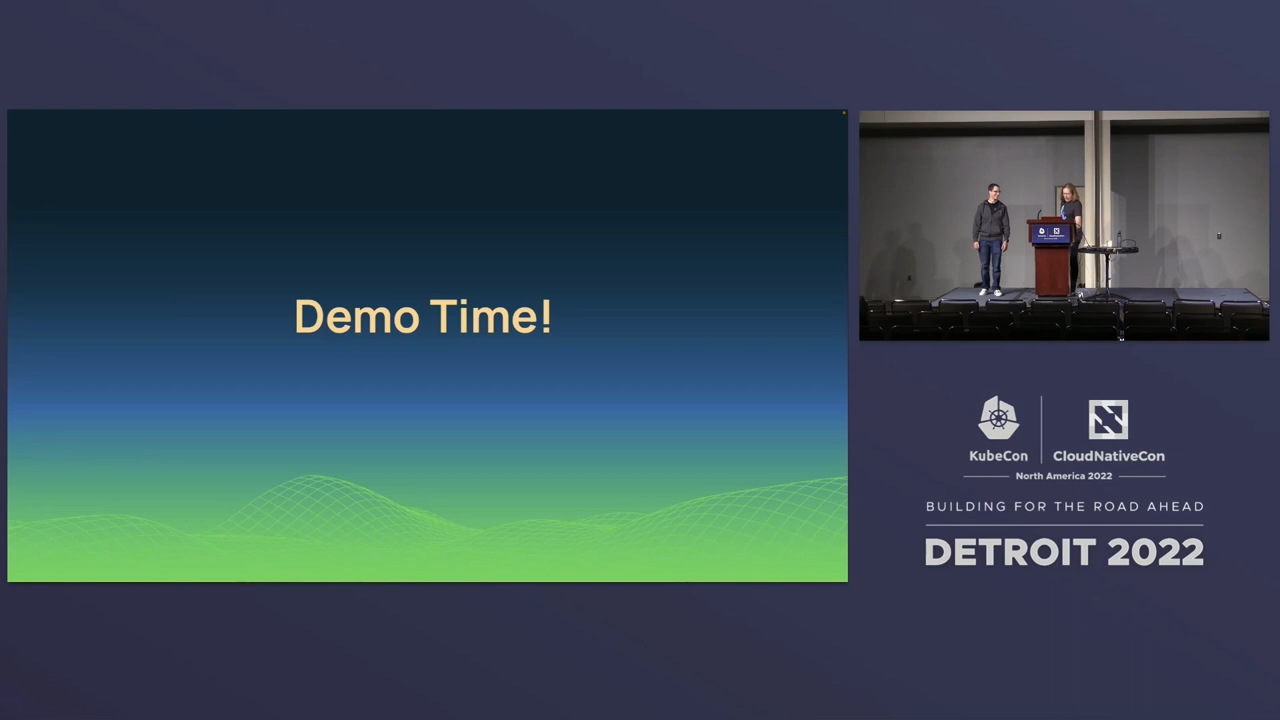 Demo Time!
KubeCon
CloudNativeCon
North America 2022
BUILDING FOR THE ROAD AHEAD
DETROIT 2022